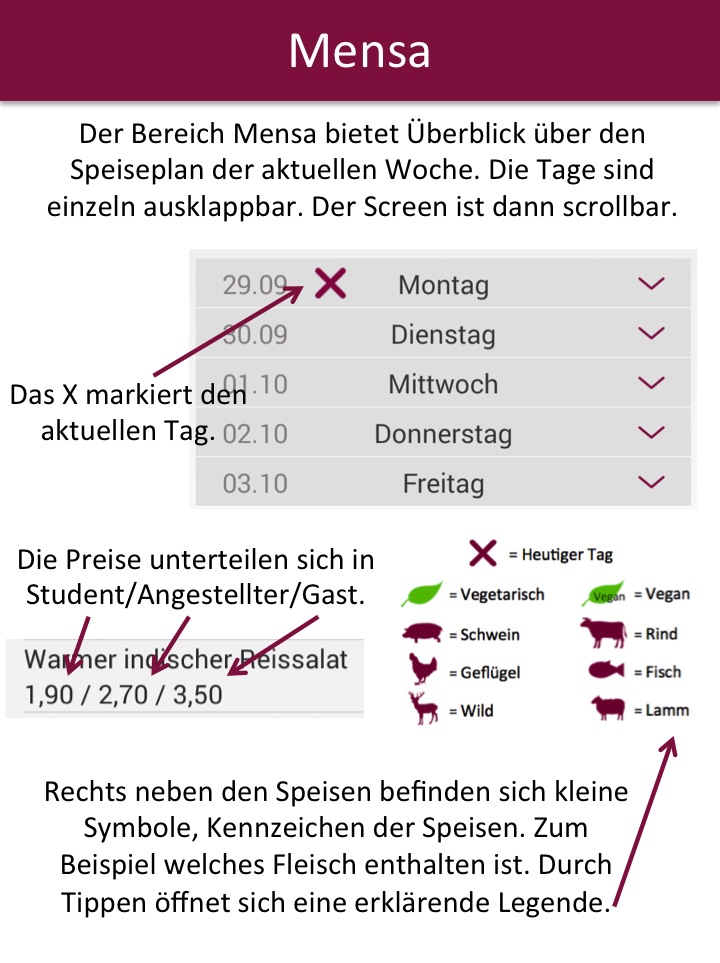 Mensa
Der Bereich Mensa bietet Überblick über den
Speiseplan der aktuellen Woche. Die Tage sind
einzeln ausklappbar. Der Screen ist dann scrollbar.
29.09 Montag
30.09 Dienstag
01.10 Mittwoch
02.10 Donnerstag
03.10 Freitag
Das X markiert den
aktuellen Tag.
Die Preise unterteilen sich in
Student/Angestellter/Gast.
Warmer indischer Reissalat
1,90 / 2,70 / 3,50
= Heutiger Tag
= Vegetarisch
Vegan = Vegan
= Schwein
= Rind
= Geflügel
= Fisch
= Wild
= Lamm
Rechts neben den Speisen befinden sich kleine
Symbole, Kennzeichen der Speisen. Zum
Beispiel welches Fleisch enthalten ist. Durch
Tippen öffnet sich eine erklärende Legende.